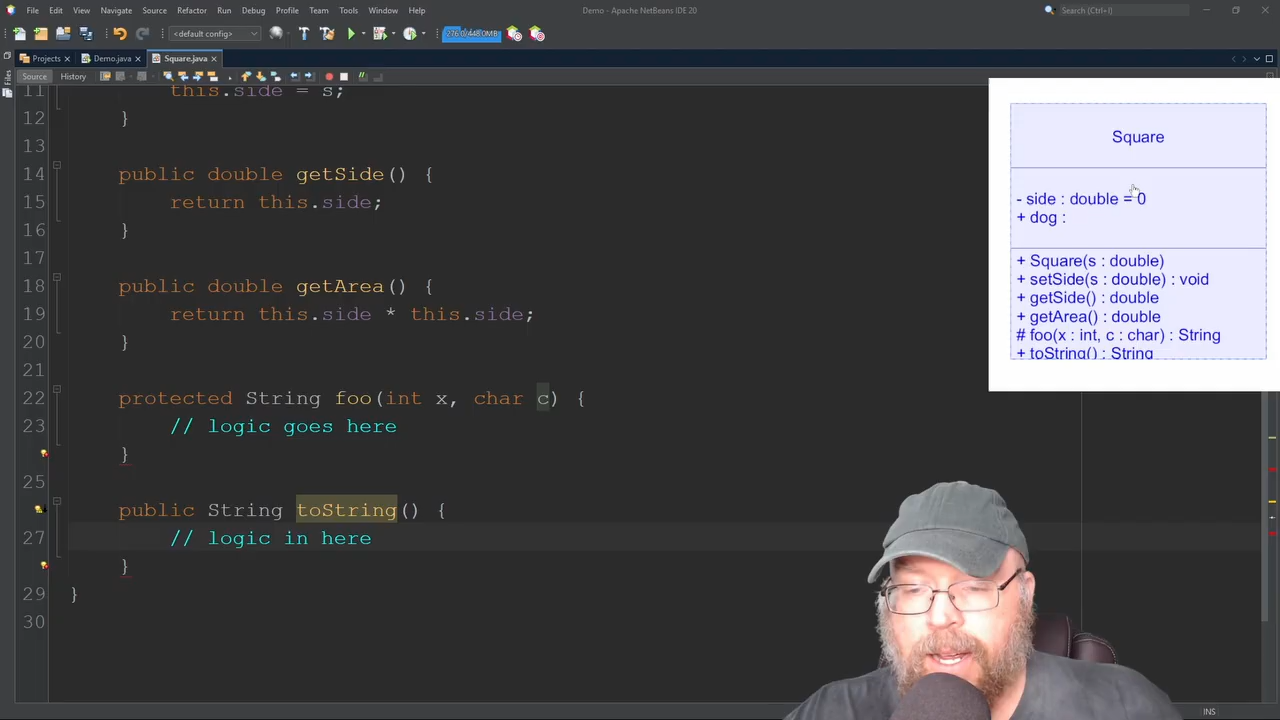 File Edit View Navigate Source Refactor Run Debug Profile Team Tools Window Help
Demo - Apache NetBeans IDE 20
Search (Ctrl+I)
<default config>
276.0/448.0MB
Projects
Demo.java
Square.java
Files
Source
History
11 this.side = s;
12 }
13
14 public double getSide() {
15 return this.side;
16 }
17
18 public double getArea() {
19 return this.side * this.side;
20 }
21
22 protected String foo(int x, char c) {
23 // logic goes here
}
25
public String toString() {
27 // logic in here
}
29 }
30
Square
- side : double = 0
+ dog :
+ Square(s : double)
+ setSide(s : double) : void
+ getSide() : double
+ getArea() : double
# foo(x : int, c : char) : String
+ toString() : String
INS